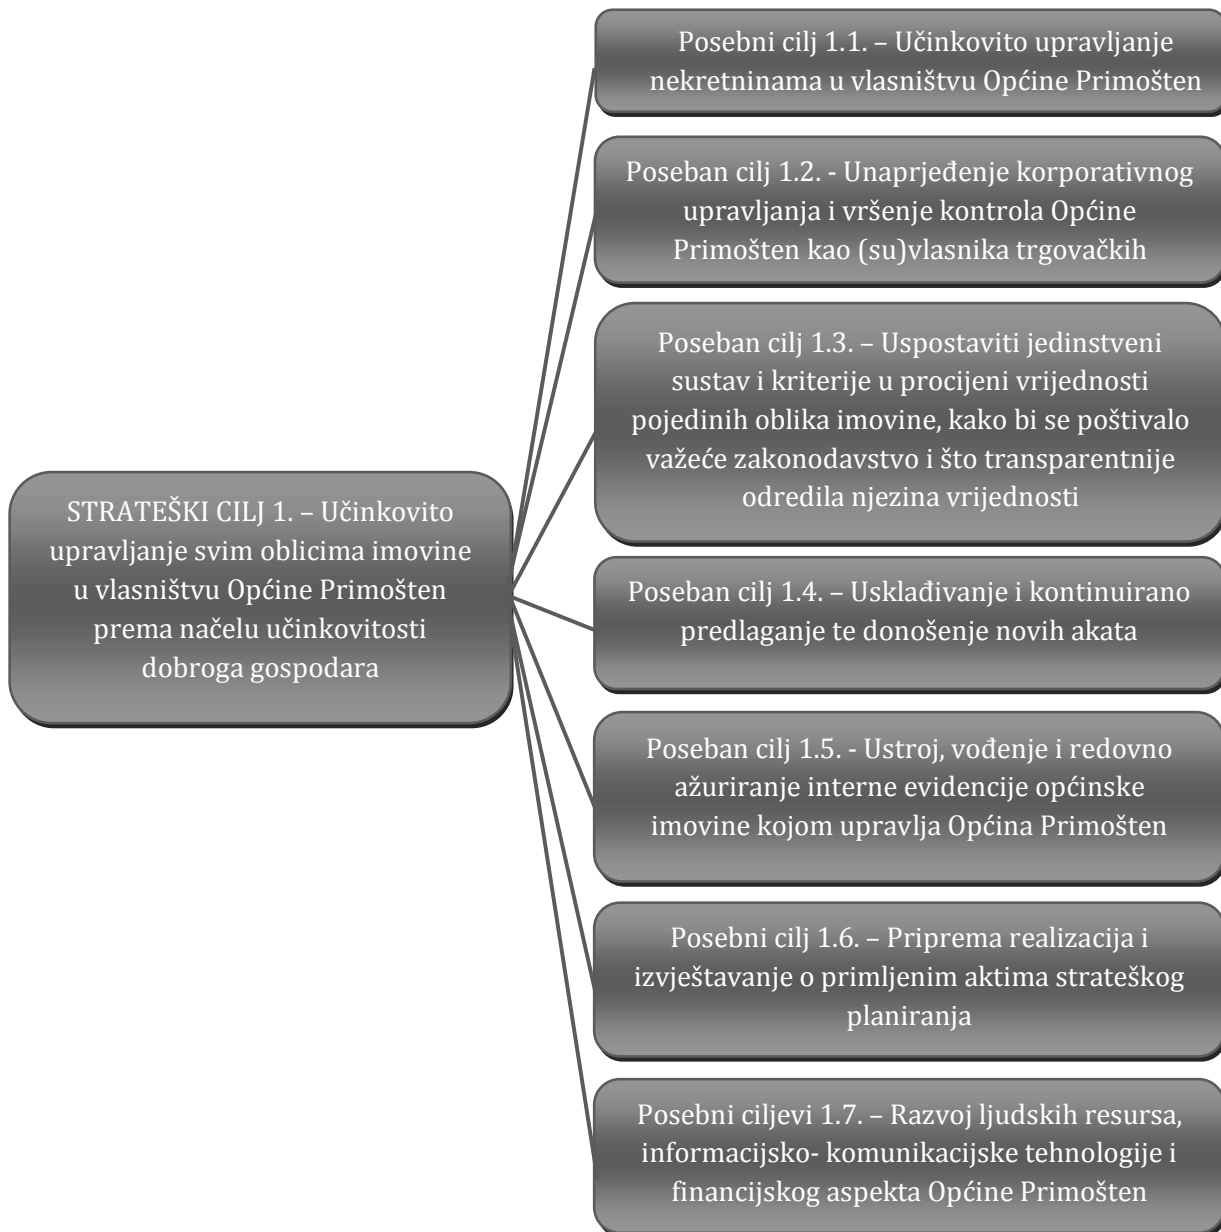 STRATEŠKI CILJ 1. – Učinkovito
upravljanje svim oblicima imovine
u vlasništvu Općine Primošten
prema načelu učinkovitosti
dobroga gospodara
Posebni cilj 1.1. – Učinkovito upravljanje
nekretninama u vlasništvu Općine Primošten
Poseban cilj 1.2. - Unaprjeđenje korporativnog
upravljanja i vršenje kontrola Općine
Primošten kao (su)vlasnika trgovačkih
Poseban cilj 1.3. – Uspostaviti jedinstveni
sustav i kriterije u procijeni vrijednosti
pojedinih oblika imovine, kako bi se poštivalo
važeće zakonodavstvo i što transparentnije
odredila njezina vrijednosti
Poseban cilj 1.4. – Usklađivanje i kontinuirano
predlaganje te donošenje novih akata
Poseban cilj 1.5. - Ustroj, vođenje i redovno
ažuriranje interne evidencije općinske
imovine kojom upravlja Općina Primošten
Posebni cilj 1.6. – Priprema realizacija i
izvještavanje o primljenim aktima strateškog
planiranja
Posebni ciljevi 1.7. – Razvoj ljudskih resursa,
informacijsko- komunikacijske tehnologije i
financijskog aspekta Općine Primošten